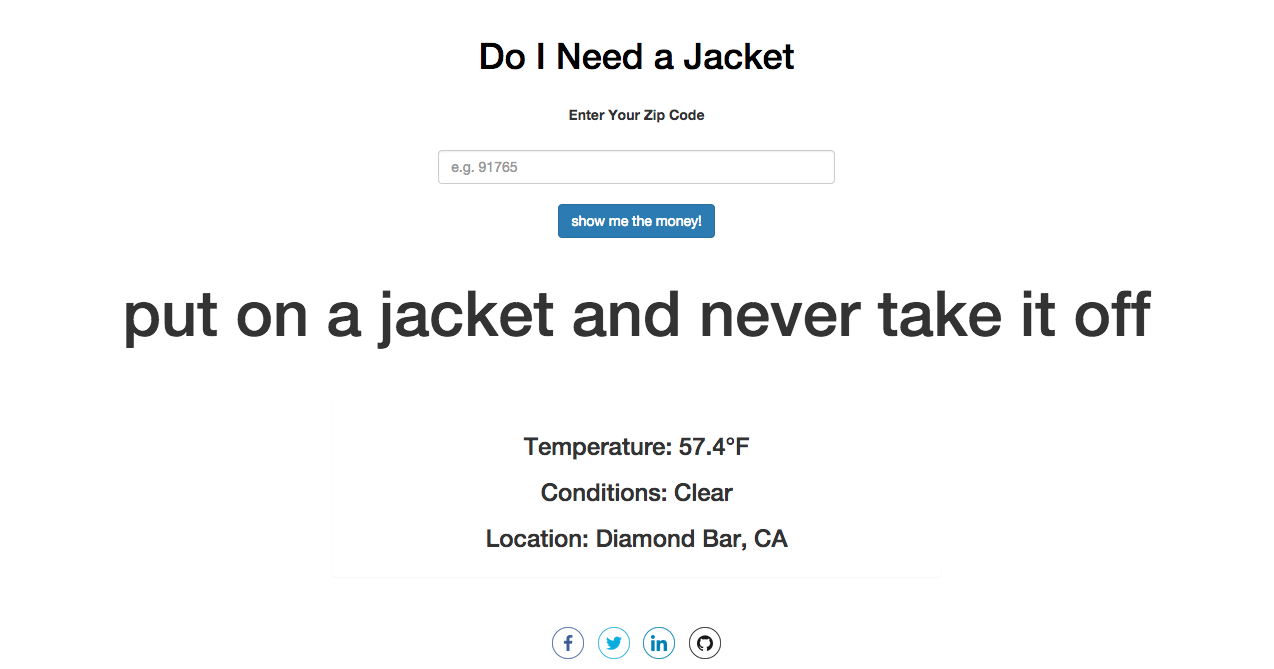 Do I Need a Jacket
Enter Your Zip Code
e.g. 91765
show me the money!
put on a jacket and never take it off
Temperature: 57.4°F
Conditions: Clear
Location: Diamond Bar, CA